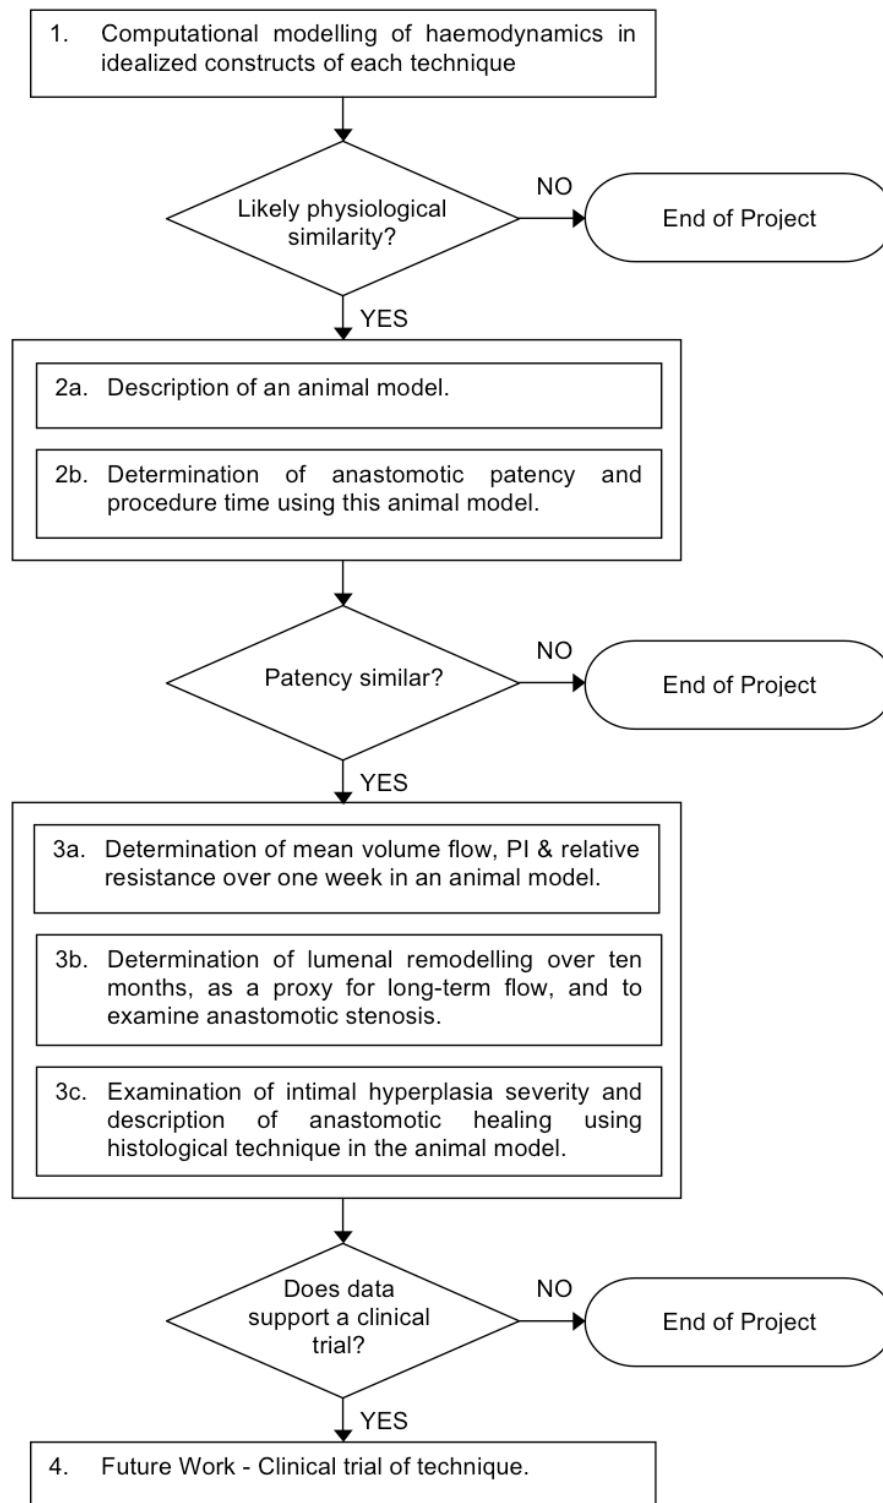 1. Computational modelling of haemodynamics in
idealized constructs of each technique
Likely physiological
similarity?
NO
End of Project
YES
2a. Description of an animal model.
2b. Determination of anastomotic patency and
procedure time using this animal model.
Patency similar?
NO
End of Project
YES
3a. Determination of mean volume flow, PI & relative
resistance over one week in an animal model.
3b. Determination of lumenal remodelling over ten
months, as a proxy for long-term flow, and to
examine anastomotic stenosis.
3c. Examination of intimal hyperplasia severity and
description of anastomotic healing using
histological technique in the animal model.
Does data
support a clinical
trial?
NO
End of Project
YES
4. Future Work - Clinical trial of technique.